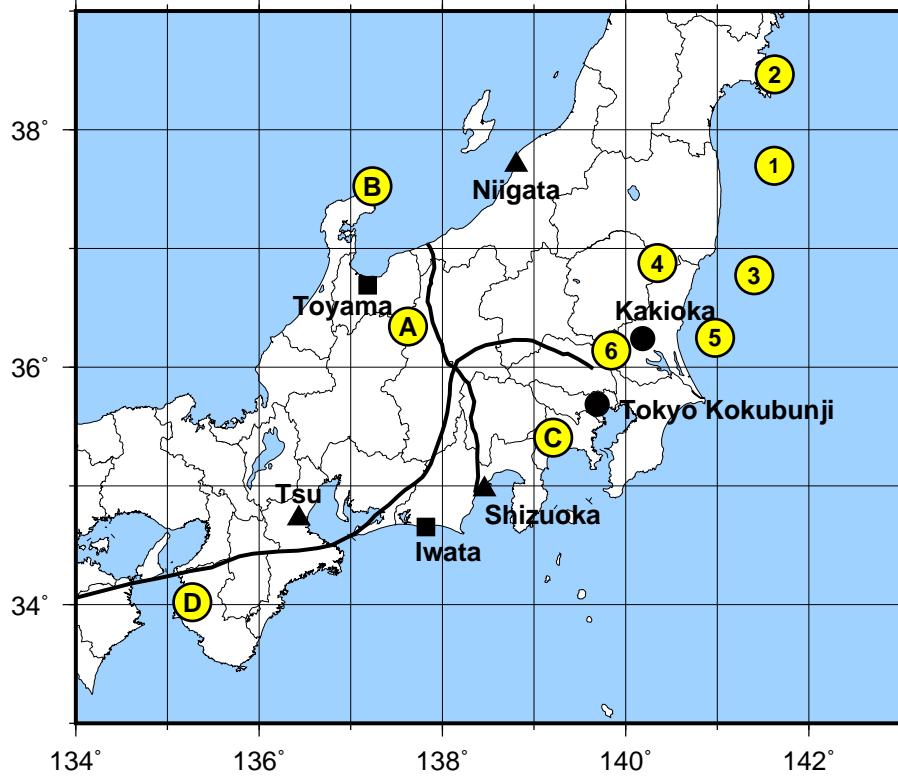 2
38°
1
B
Niigata
4
3
Toyama
Kakioka
A
5
6
36°
Tokyo Kokubunji
C
Tsu
Shizuoka
Iwata
34°
D
134°
136°
138°
140°
142°